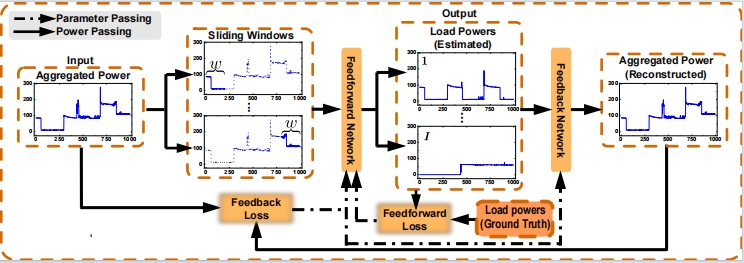 Parameter Passing
Power Passing
Input
Aggregated Power
300
200
100
0
0 250 500 750 1000
Sliding Windows
w
300
200
100
0
0 250 500 750 1000
⋮
w
300
200
100
0
0 250 500 750 1000
Feedforward Network
Output
Load Powers
(Estimated)
1
300
200
100
0
0 250 500 750 1000
⋮
I
300
200
100
0
0 250 500 750 1000
Feedback Network
Aggregated Power
(Reconstructed)
300
200
100
0
0 250 500 750 1000
Feedback
Loss
Feedforward
Loss
Load powers
(Ground Truth)